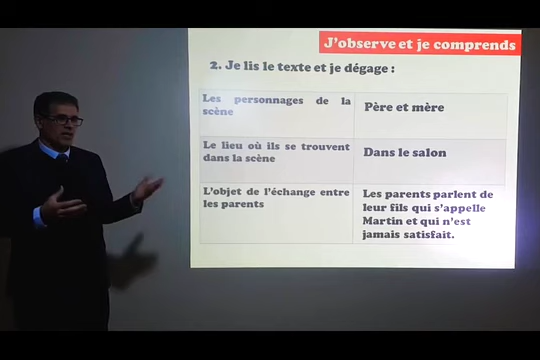 J'observe et je comprends
2. Je lis le texte et je dégage :
Les personnages de la
scène
Père et mère
Le lieu où ils se trouvent
dans la scène
Dans le salon
L'objet de l'échange entre
les parents
Les parents parlent de
leur fils qui s'appelle
Martin et qui n'est
jamais satisfait.